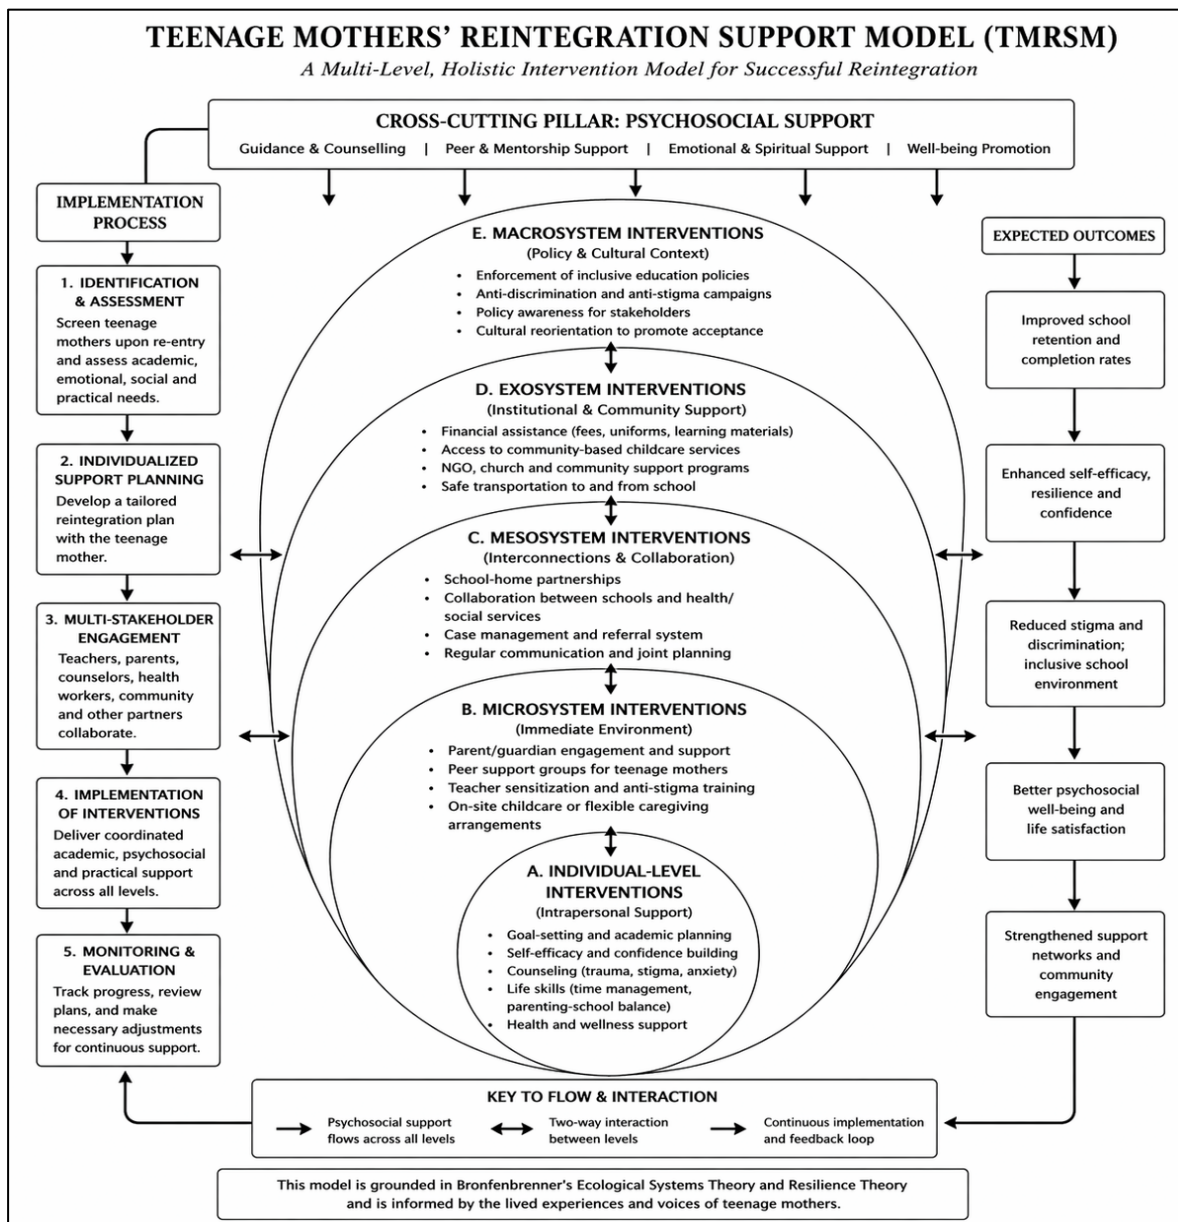 TEENAGE MOTHERS' REINTEGRATION SUPPORT MODEL (TMRSM)
A Multi-Level, Holistic Intervention Model for Successful Reintegration
CROSS-CUTTING PILLAR: PSYCHOSOCIAL SUPPORT
Guidance & Counselling | Peer & Mentorship Support | Emotional & Spiritual Support | Well-being Promotion
IMPLEMENTATION
PROCESS
1. IDENTIFICATION
& ASSESSMENT
Screen teenage
mothers upon re-entry
and assess academic,
emotional, social and
practical needs.
2. INDIVIDUALIZED
SUPPORT PLANNING
Develop a tailored
reintegration plan
with the teenage
mother.
3. MULTI-STAKEHOLDER
ENGAGEMENT
Teachers, parents,
counselors, health
workers, community
and other partners
collaborate.
4. IMPLEMENTATION
OF INTERVENTIONS
Deliver coordinated
academic, psychosocial
and practical support
across all levels.
5. MONITORING &
EVALUATION
Track progress, review
plans, and make
necessary adjustments
for continuous support.
E. MACROSYSTEM INTERVENTIONS
(Policy & Cultural Context)
• Enforcement of inclusive education policies
• Anti-discrimination and anti-stigma campaigns
• Policy awareness for stakeholders
• Cultural reorientation to promote acceptance
D. EXOSYSTEM INTERVENTIONS
(Institutional & Community Support)
• Financial assistance (fees, uniforms, learning materials)
• Access to community-based childcare services
• NGO, church and community support programs
• Safe transportation to and from school
C. MESOSYSTEM INTERVENTIONS
(Interconnections & Collaboration)
• School-home partnerships
• Collaboration between schools and health/
social services
• Case management and referral system
• Regular communication and joint planning
B. MICROSYSTEM INTERVENTIONS
(Immediate Environment)
• Parent/guardian engagement and support
• Peer support groups for teenage mothers
• Teacher sensitization and anti-stigma training
• On-site childcare or flexible caregiving
arrangements
A. INDIVIDUAL-LEVEL
INTERVENTIONS
(Intrapersonal Support)
• Goal-setting and academic planning
• Self-efficacy and confidence building
• Counseling (trauma, stigma, anxiety)
• Life skills (time management,
parenting-school balance)
• Health and wellness support
EXPECTED OUTCOMES
Improved school
retention and
completion rates
Enhanced self-efficacy,
resilience and
confidence
Reduced stigma and
discrimination;
inclusive school
environment
Better psychosocial
well-being and
life satisfaction
Strengthened support
networks and
community
engagement
KEY TO FLOW & INTERACTION
Psychosocial support
flows across all levels
Two-way interaction
between levels
Continuous implementation
and feedback loop
This model is grounded in Bronfenbrenner's Ecological Systems Theory and Resilience Theory
and is informed by the lived experiences and voices of teenage mothers.